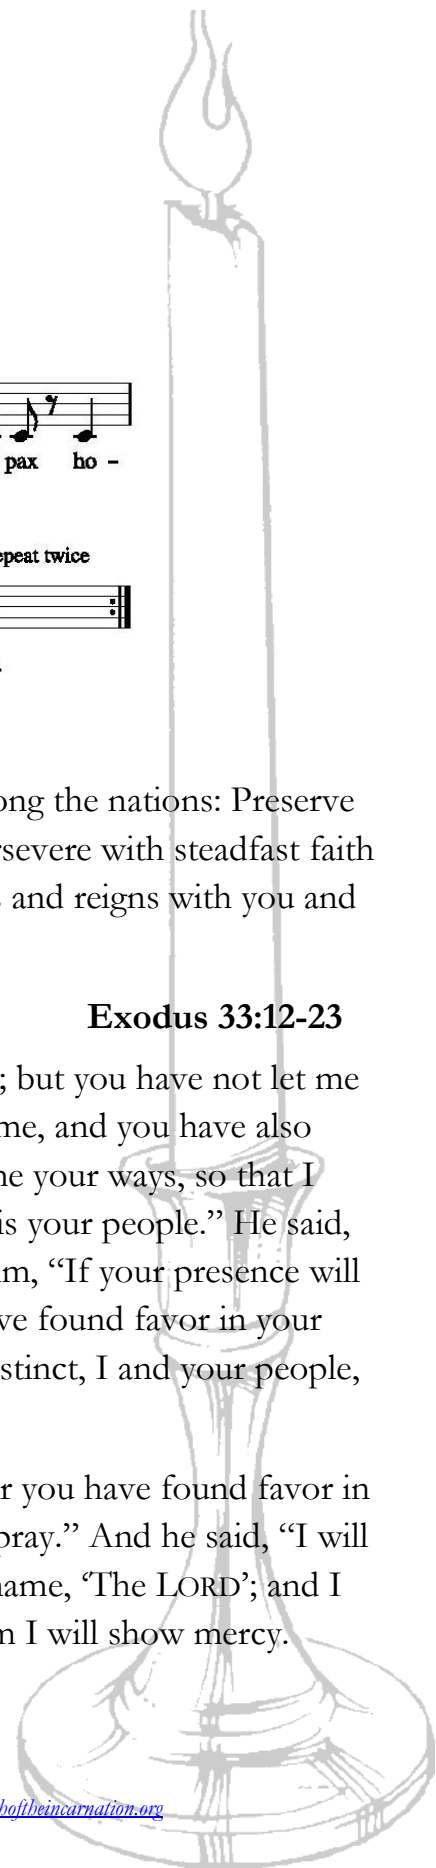 pax ho -
epeat twice
ong the nations: Preserve
rsevere with steadfast faith
s and reigns with you and
Exodus 33:12-23
; but you have not let me
me, and you have also
ne your ways, so that I
is your people.” He said,
im, “If your presence will
ve found favor in your
stinct, I and your people,
r you have found favor in
pray.” And he said, “I will
name, ‘The LORD’; and I
m I will show mercy.
hoftheincarnation.org